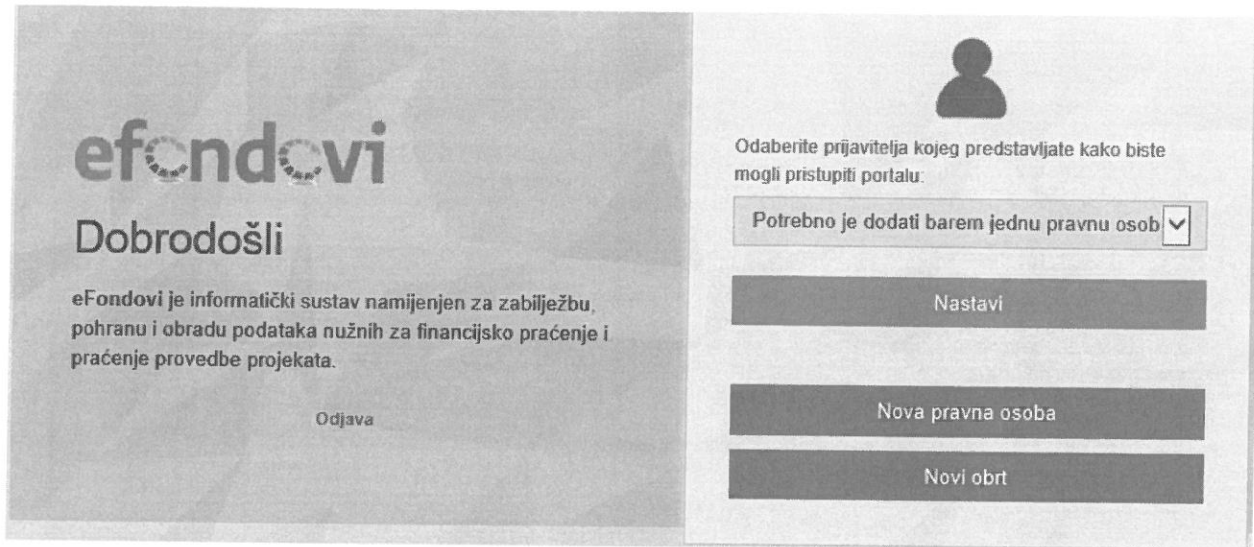 efondovi
Dobrodošli
eFondovi je informatički sustav namijenjen za zabilježbu,
pohranu i obradu podataka nužnih za financijsko praćenje i
praćenje provedbe projekata.
Odjava
Odaberite prijavitelja kojeg predstavljate kako biste
mogli pristupiti portalu:
Potrebno je dodati barem jednu pravnu osob
Nastavi
Nova pravna osoba
Novi obrt